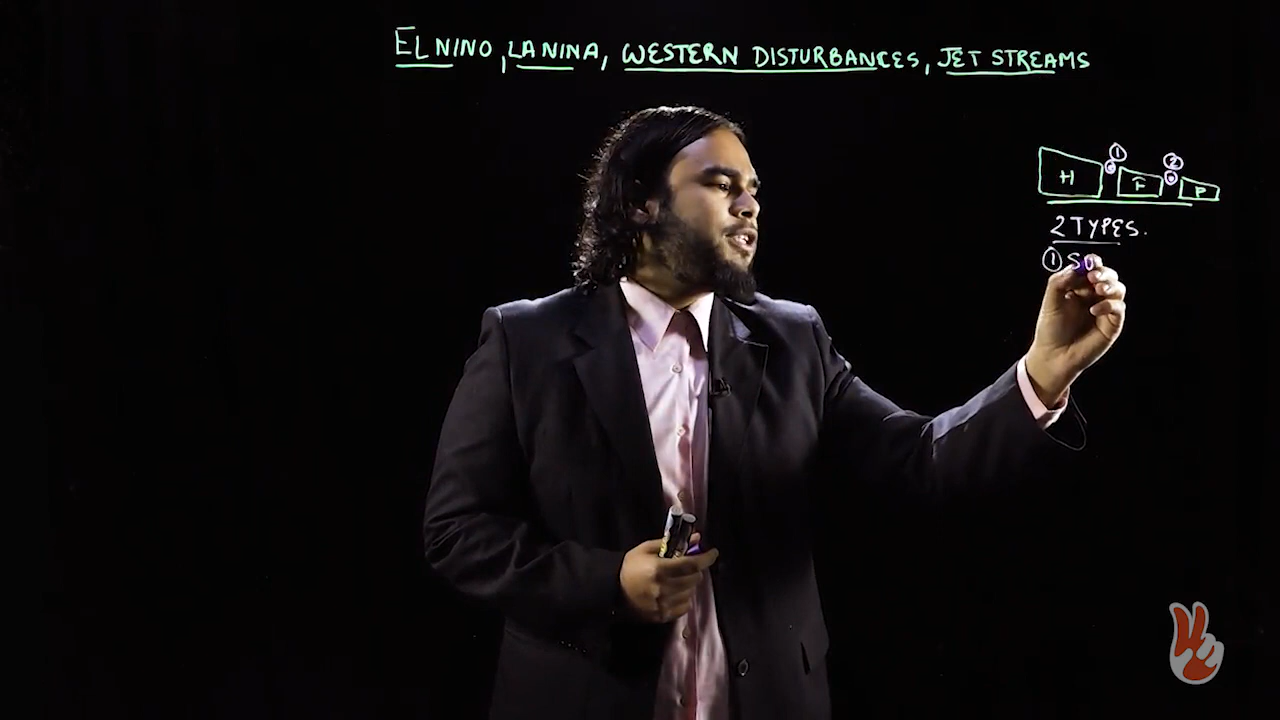 EL NINO, LA NINA, WESTERN DISTURBANCES, JET STREAMS
1 2
H F P
2 TYPES.
1 SU